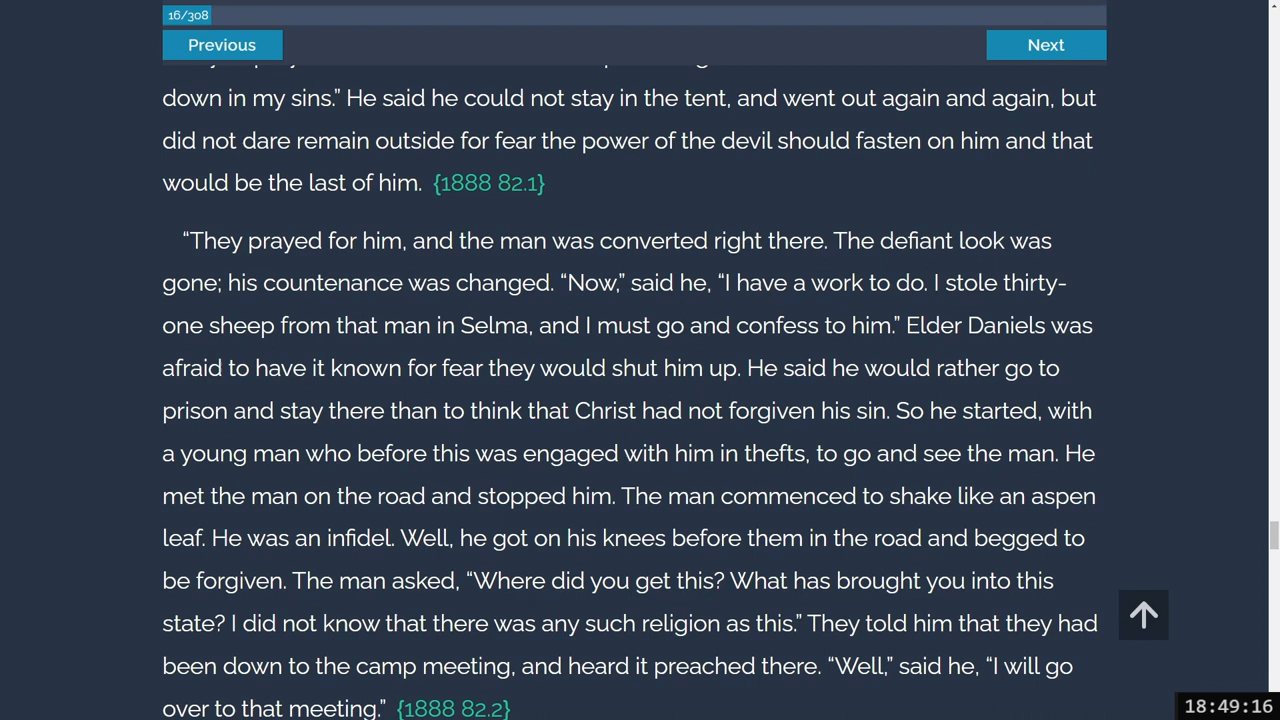 16/308
Previous
Next
down in my sins.” He said he could not stay in the tent, and went out again and again, but
did not dare remain outside for fear the power of the devil should fasten on him and that
would be the last of him. {1888 82.1}
“They prayed for him, and the man was converted right there. The defiant look was
gone; his countenance was changed. “Now,” said he, “I have a work to do. I stole thirty-
one sheep from that man in Selma, and I must go and confess to him.” Elder Daniels was
afraid to have it known for fear they would shut him up. He said he would rather go to
prison and stay there than to think that Christ had not forgiven his sin. So he started, with
a young man who before this was engaged with him in thefts, to go and see the man. He
met the man on the road and stopped him. The man commenced to shake like an aspen
leaf. He was an infidel. Well, he got on his knees before them in the road and begged to
be forgiven. The man asked, “Where did you get this? What has brought you into this
state? I did not know that there was any such religion as this.” They told him that they had
been down to the camp meeting, and heard it preached there. “Well,” said he, “I will go
over to that meeting.” {1888 82.2}
18:49:16